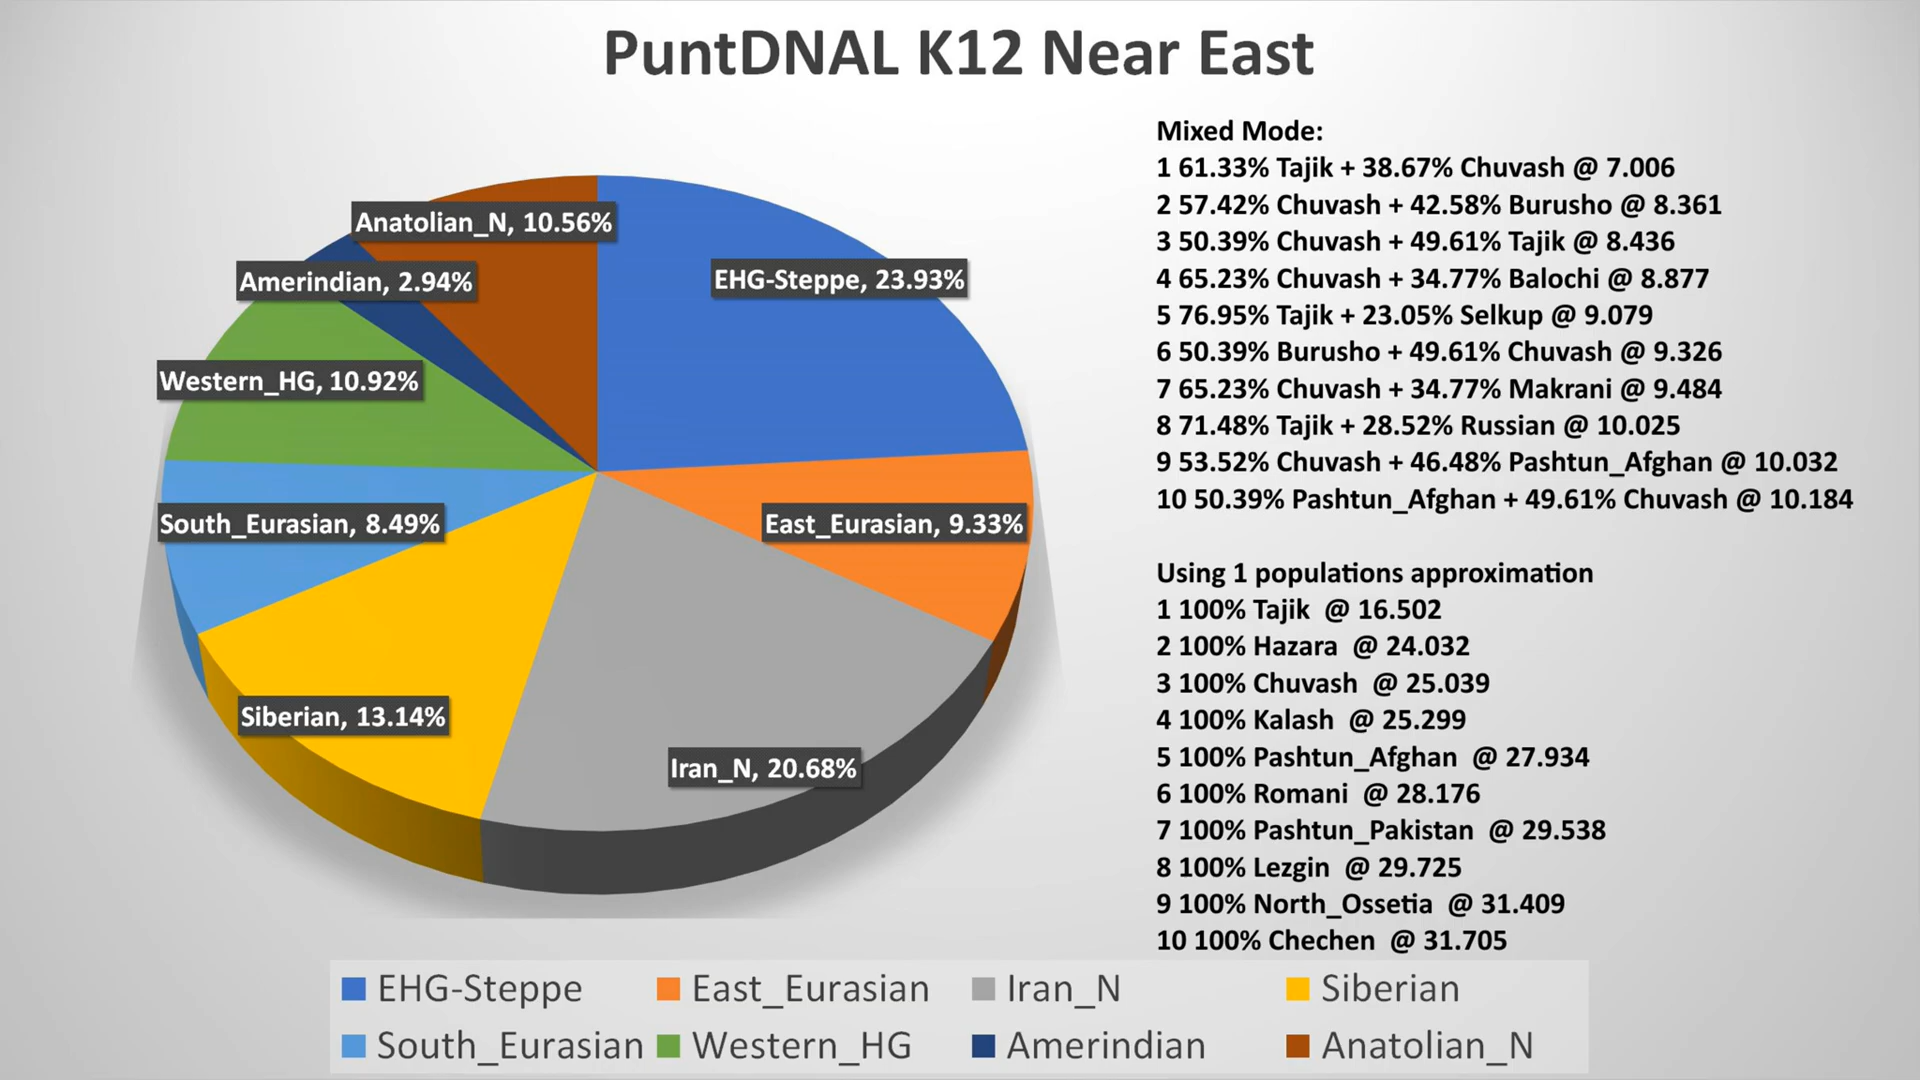 PuntDNAL K12 Near East
Anatolian_N, 10.56%
Amerindian, 2.94%
EHG-Steppe, 23.93%
Western_HG, 10.92%
South_Eurasian, 8.49%
East_Eurasian, 9.33%
Siberian, 13.14%
Iran_N, 20.68%
Mixed Mode:
1 61.33% Tajik + 38.67% Chuvash @ 7.006
2 57.42% Chuvash + 42.58% Burusho @ 8.361
3 50.39% Chuvash + 49.61% Tajik @ 8.436
4 65.23% Chuvash + 34.77% Balochi @ 8.877
5 76.95% Tajik + 23.05% Selkup @ 9.079
6 50.39% Burusho + 49.61% Chuvash @ 9.326
7 65.23% Chuvash + 34.77% Makrani @ 9.484
8 71.48% Tajik + 28.52% Russian @ 10.025
9 53.52% Chuvash + 46.48% Pashtun_Afghan @ 10.032
10 50.39% Pashtun_Afghan + 49.61% Chuvash @ 10.184
Using 1 populations approximation
1 100% Tajik @ 16.502
2 100% Hazara @ 24.032
3 100% Chuvash @ 25.039
4 100% Kalash @ 25.299
5 100% Pashtun_Afghan @ 27.934
6 100% Romani @ 28.176
7 100% Pashtun_Pakistan @ 29.538
8 100% Lezgin @ 29.725
9 100% North_Ossetia @ 31.409
10 100% Chechen @ 31.705
EHG-Steppe East_Eurasian Iran_N Siberian
South_Eurasian Western_HG Amerindian Anatolian_N